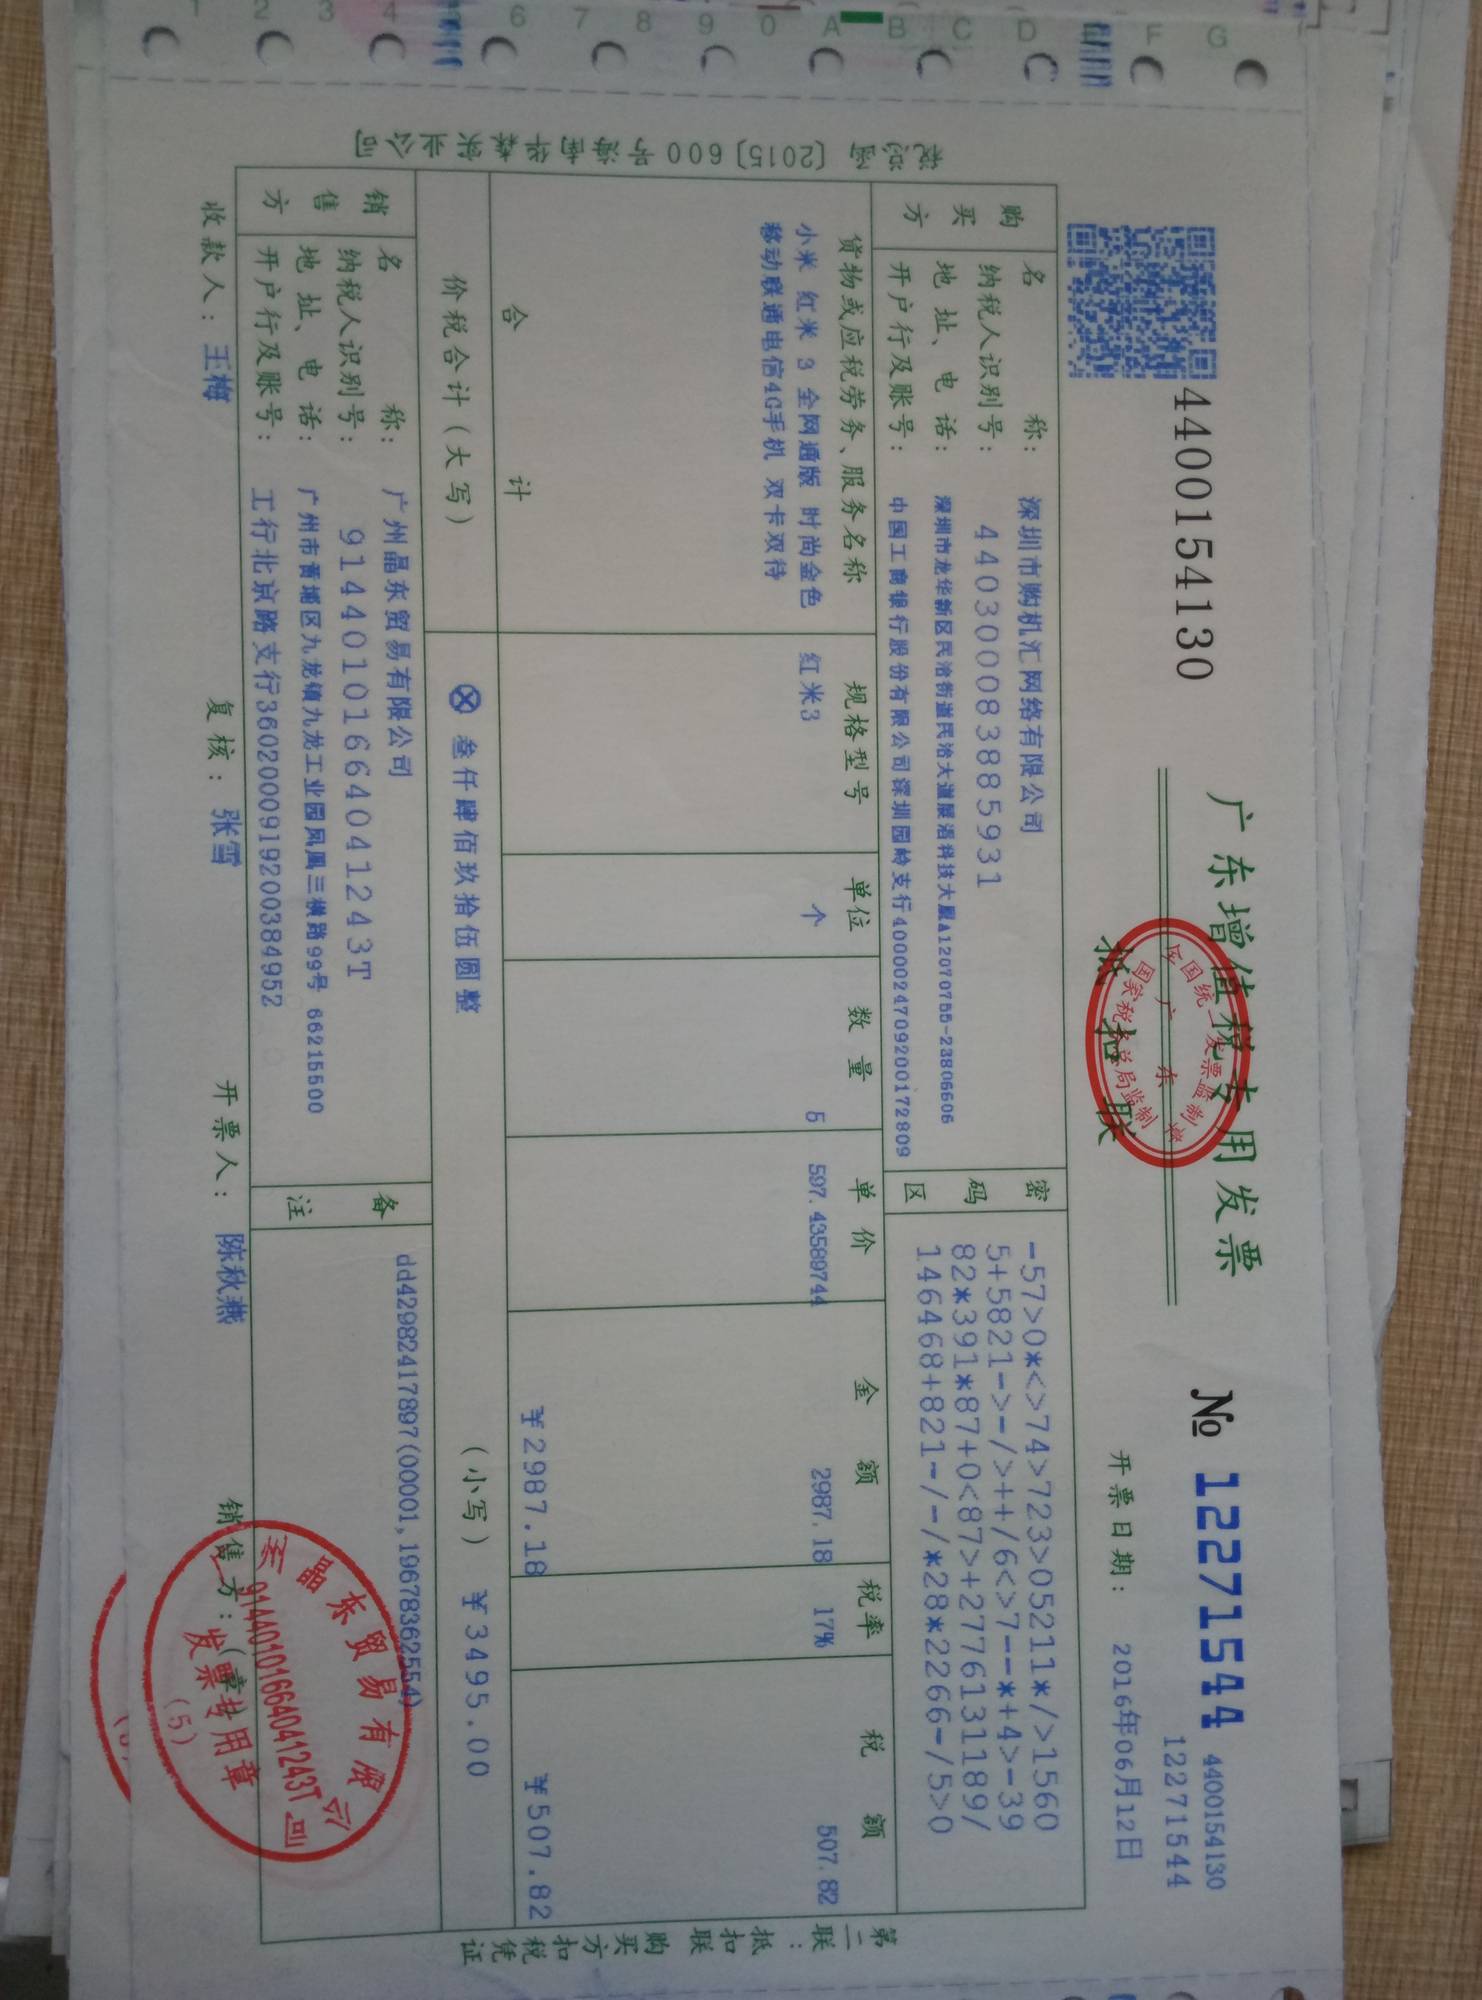 4400154130
广东增值税专用发票
抵扣联
№ 12271544
4400154130
12271544
开票日期: 2016年06月12日
购买方
名称: 深圳市购机汇网络有限公司
纳税人识别号: 440300083885931
地址、电话: 深圳市龙华新区民治街道民治大道展滔科技大厦A12070755-23806606
开户行及账号: 中国工商银行股份有限公司深圳园岭支行4000024709200172809
密码区
-57>0*<>74>723>05211*/>1560
5+5821->-/>++/6<>7--*+4>-39
82*391*87+0<87>+2776131189/
146468+821-/-/*28*2266-/5>0
货物或应税劳务、服务名称 规格型号 单位 数量 单价 金额 税率 税额
小米 红米 3 全网通版 时尚金色 红米3 个 5 597.43589744 2987.18 17% 507.82
移动联通电信4G手机 双卡双待
合计 ¥2987.18 ¥507.82
价税合计(大写) ⊗ 叁仟肆佰玖拾伍圆整 (小写) ¥3495.00
销售方
名称: 广州晶东贸易有限公司
纳税人识别号: 91440101664041243T
地址、电话: 广州市黄埔区九龙镇九龙工业园凤凰三横路99号 66215500
开户行及账号: 工行北京路支行3602000919200384952
备注
dd42982417897(00001,19678362554)
收款人: 王梅 复核: 张雪 开票人: 陈秋燕 销售方:(章)
晶东贸易有限公司
91440101664041243T
发票专用章
(5)
第二联:抵扣联 购买方扣税凭证
全国统一发票监制章
广东
国家税务总局监制
〔2015〕600号海南华森实业公司
1 2 3 4 6 7 8 9 0 A B C D E F G